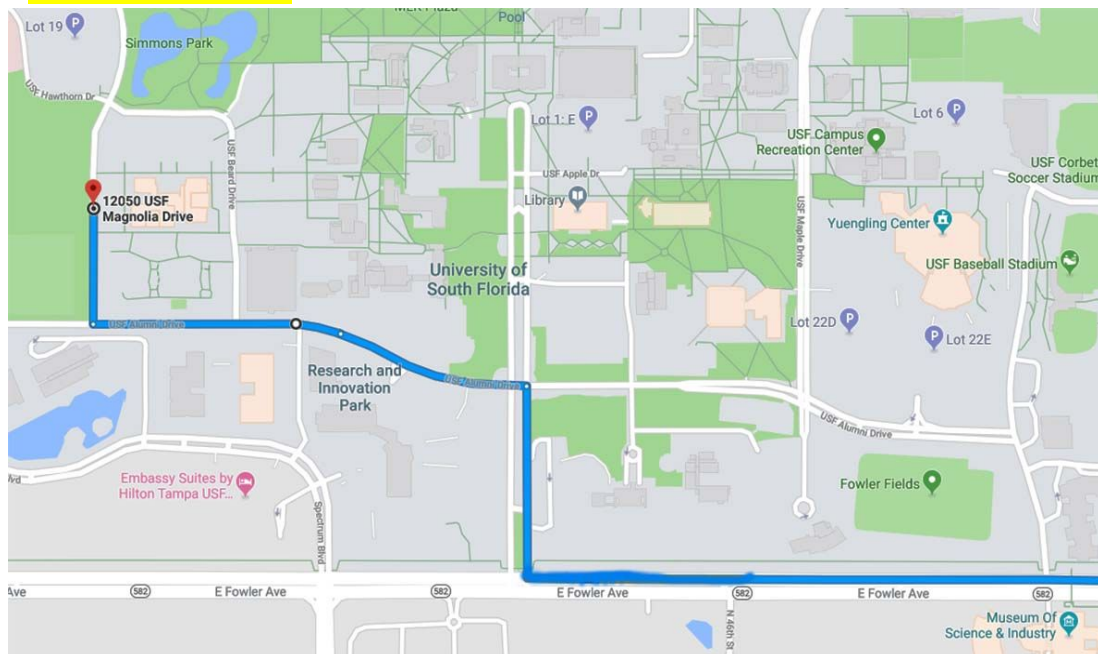 MLK Plaza
Pool
Lot 19
Simmons Park
USF Hawthorn Dr
Lot 1: E
Lot 6
USF Campus
Recreation Center
USF Beard Drive
USF Apple Dr
USF Corbet
Soccer Stadium
12050 USF
Magnolia Drive
Library
USF Maple Drive
Yuengling Center
University of
South Florida
USF Baseball Stadium
USF Alumni Drive
Lot 22D
Lot 22E
Research and
Innovation
Park
USF Alumni Drive
USF Alumni Drive
Embassy Suites by
Hilton Tampa USF...
Fowler Fields
Blvd
Spectrum Blvd
Ave
582
E Fowler Ave
582
E Fowler Ave
582
E Fowler Ave
582
N 46th St
Museum Of
Science & Industry